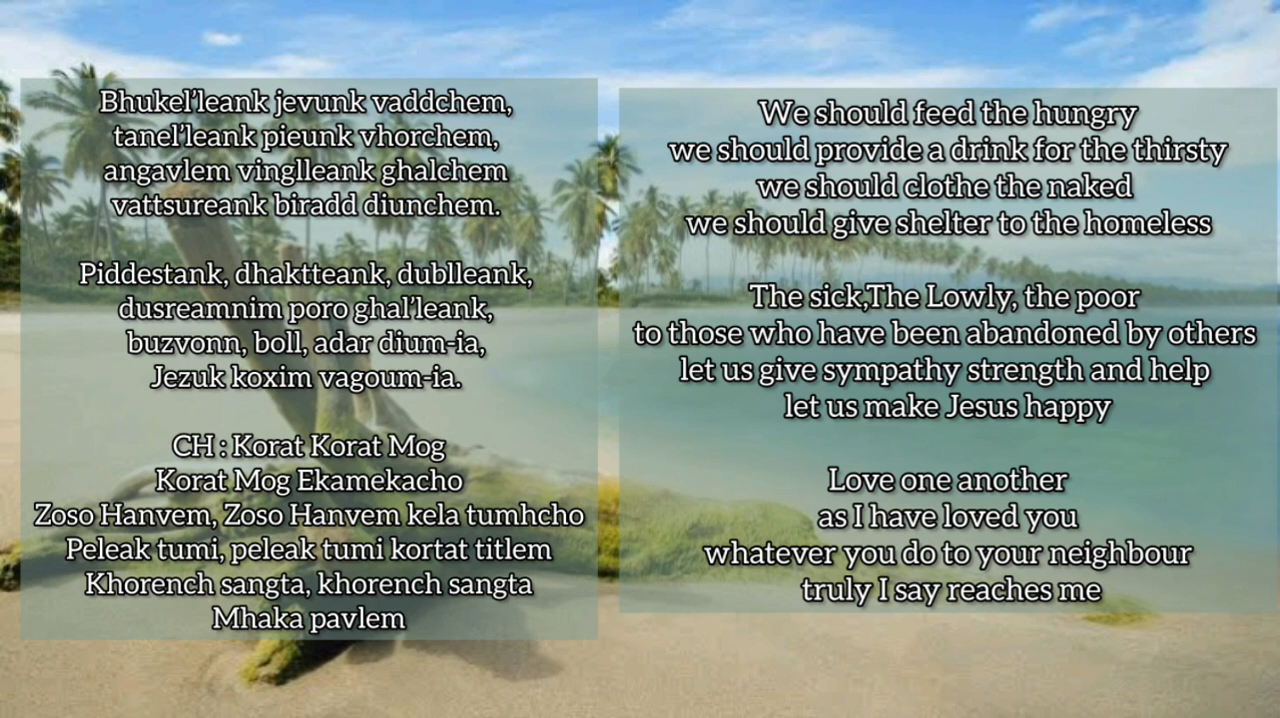 Bhukel’leank jevunk vaddchem,
tanel’leank pieunk vhorchem,
angavlem vinglleank ghalchem
vattsureank biradd diunchem.
Piddestank, dhaktteank, dublleank,
dusreamnim poro ghal’leank,
buzvonn, boll, adar dium-ia,
Jezuk koxim vagoum-ia.
CH : Korat Korat Mog
Korat Mog Ekamekacho
Zoso Hanvem, Zoso Hanvem kela tumhcho
Peleak tumi, peleak tumi kortat titlem
Khorench sangta, khorench sangta
Mhaka pavlem
We should feed the hungry
we should provide a drink for the thirsty
we should clothe the naked
we should give shelter to the homeless
The sick,The Lowly, the poor
to those who have been abandoned by others
let us give sympathy strength and help
let us make Jesus happy
Love one another
as I have loved you
whatever you do to your neighbour
truly I say reaches me